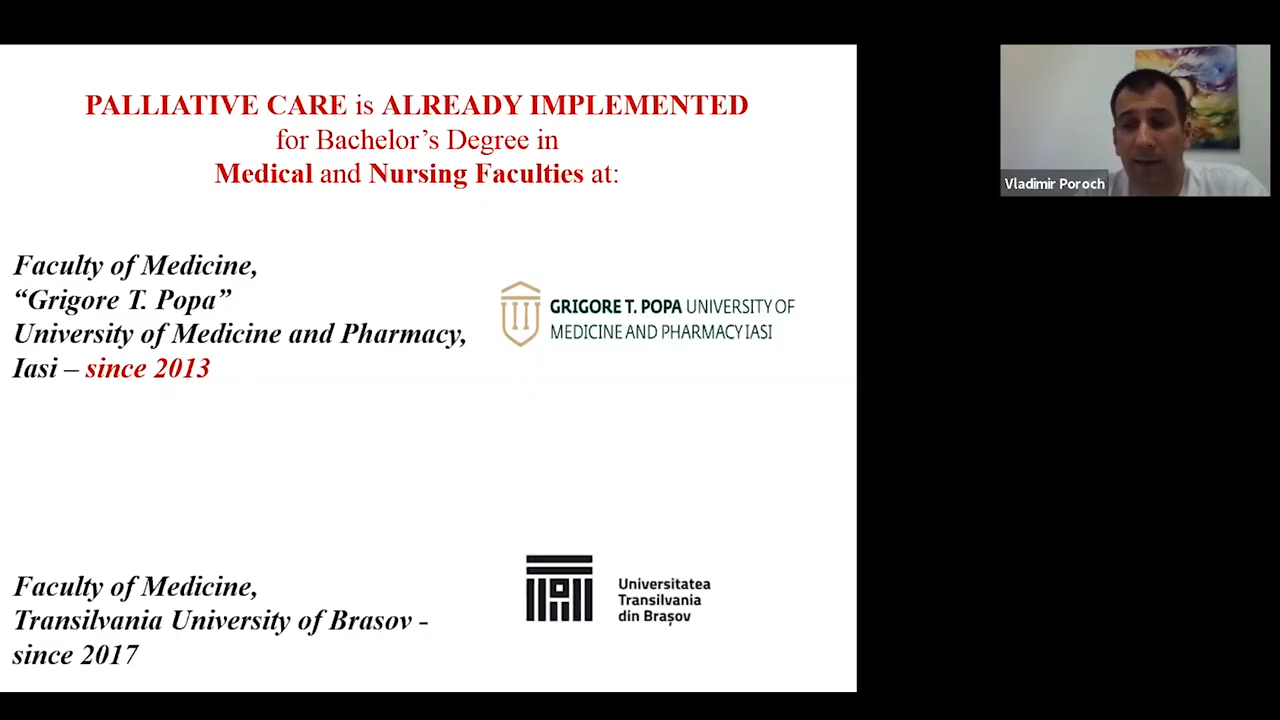 PALLIATIVE CARE is ALREADY IMPLEMENTED
for Bachelor’s Degree in
Medical and Nursing Faculties at:
Faculty of Medicine,
“Grigore T. Popa”
University of Medicine and Pharmacy,
Iasi – since 2013
GRIGORE T. POPA UNIVERSITY OF
MEDICINE AND PHARMACY IASI
Faculty of Medicine,
Transilvania University of Brasov -
since 2017
Universitatea
Transilvania
din Brașov
Vladimir Poroch